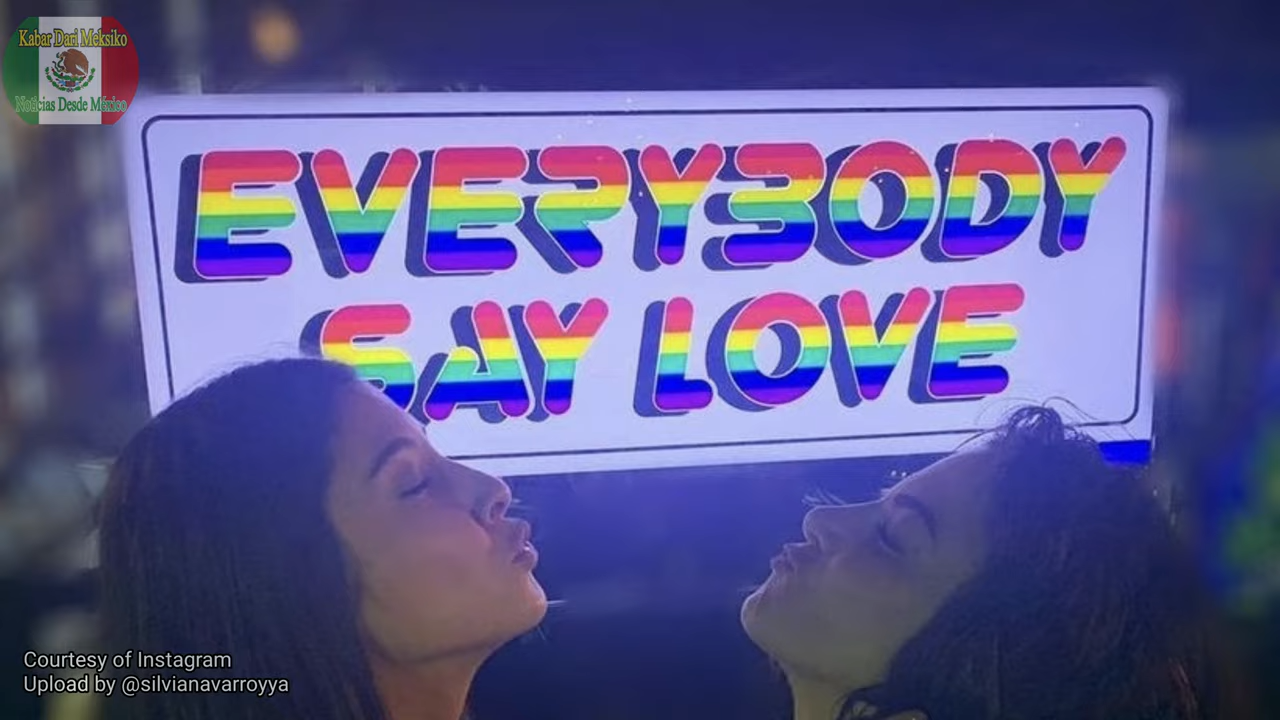 Kabar Dari Meksiko
Noticias Desde México
EVERYBODY
SAY LOVE
Courtesy of Instagram
Upload by @silvianavarroyya